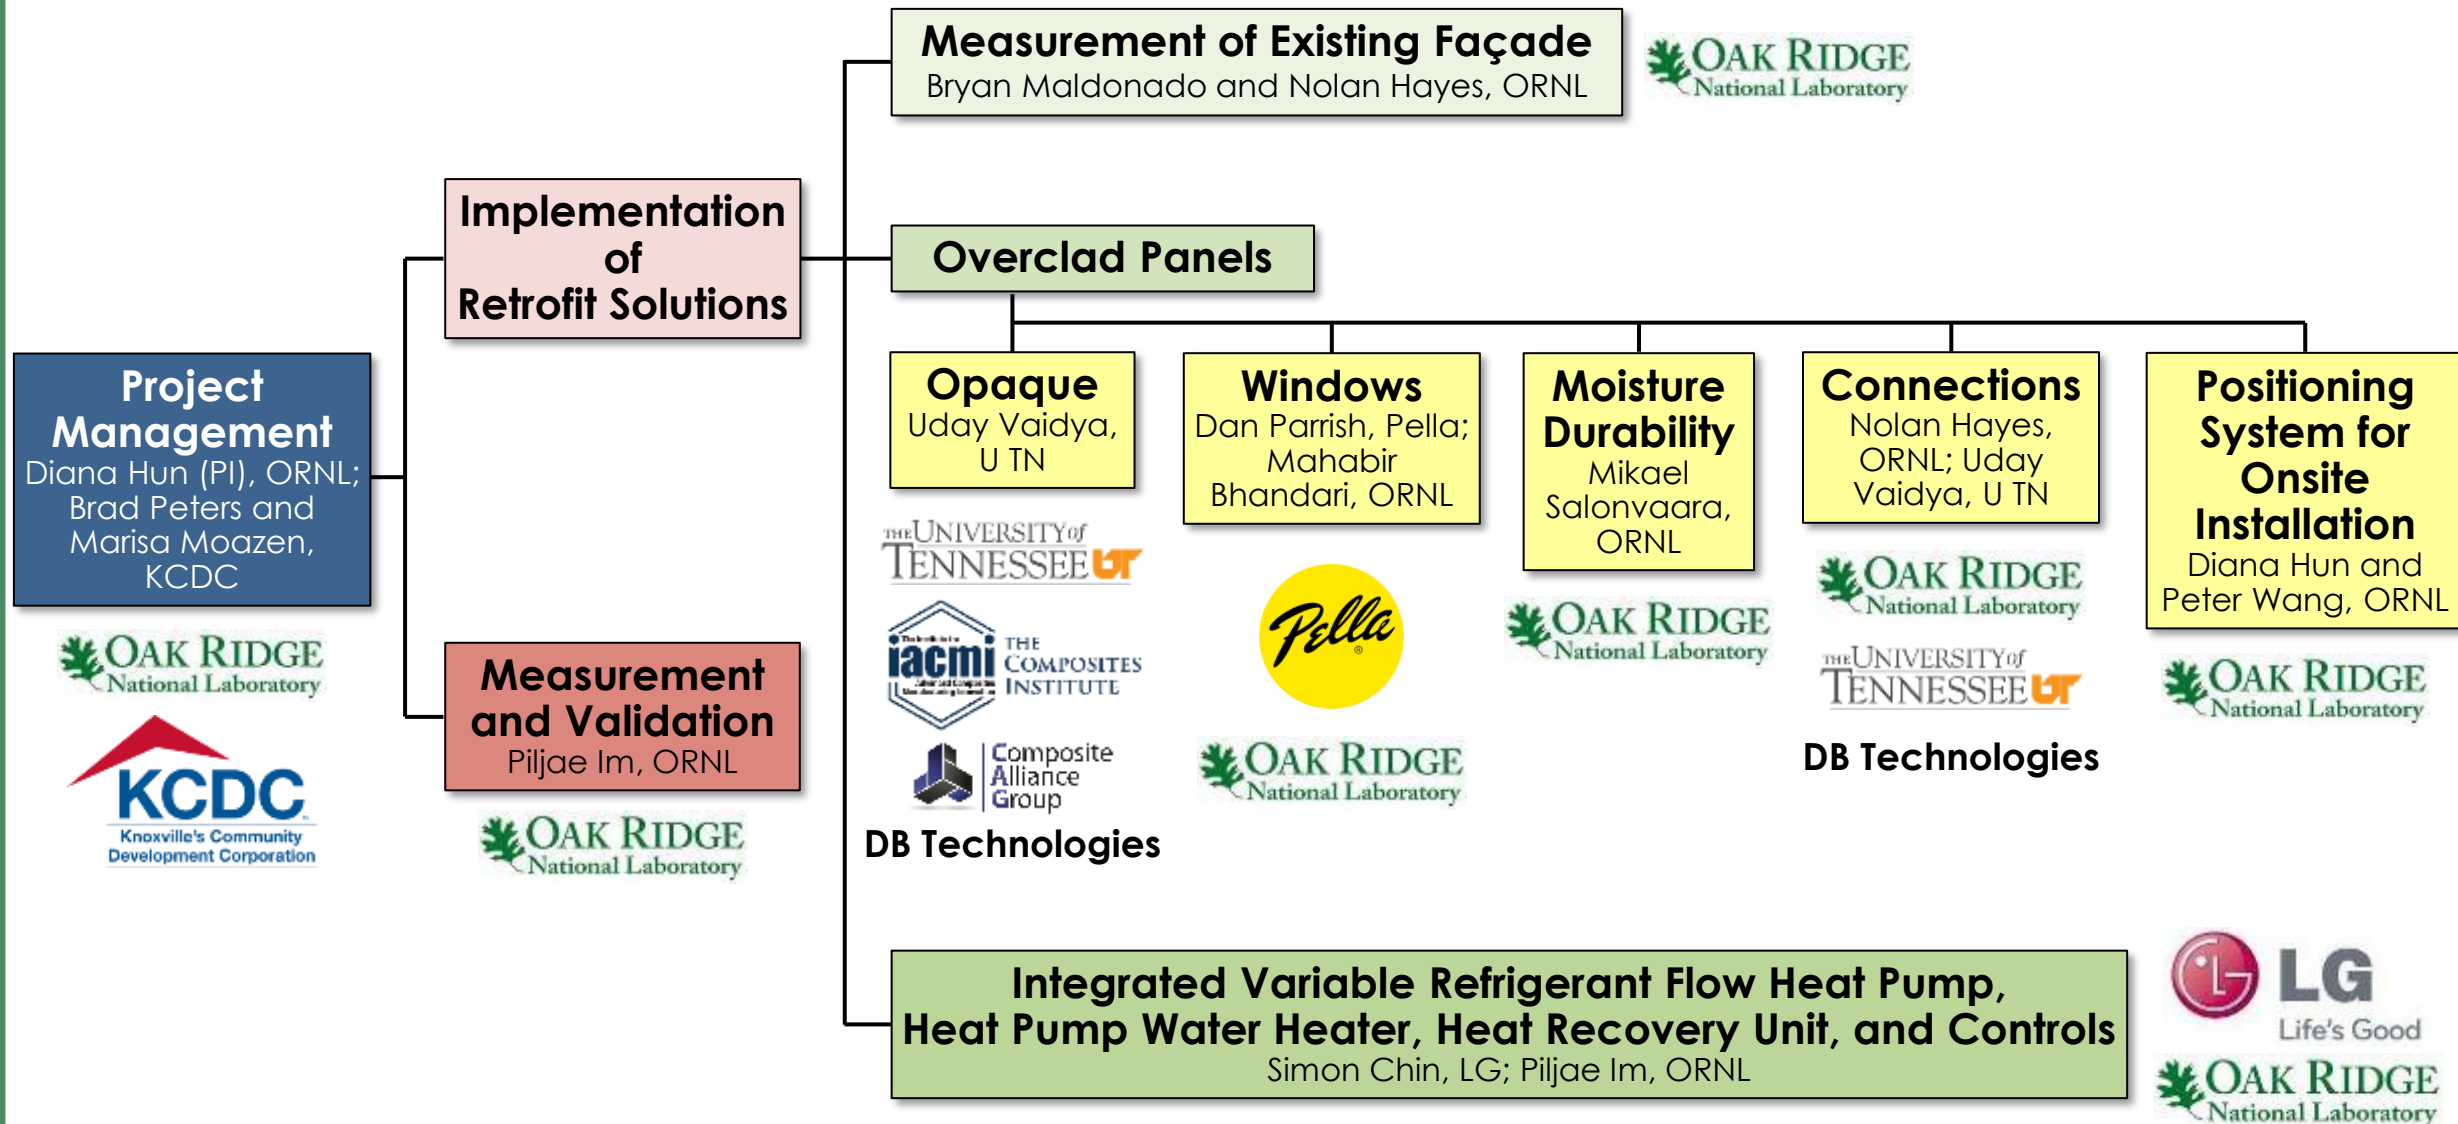 Measurement of Existing Façade
Bryan Maldonado and Nolan Hayes, ORNL
OAK RIDGE
National Laboratory
Implementation
of
Retrofit Solutions
Overclad Panels
Project
Management
Diana Hun (PI), ORNL;
Brad Peters and
Marisa Moazen,
KCDC
OAK RIDGE
National Laboratory
KCDC
Knoxville's Community
Development Corporation
Measurement
and Validation
Piljae Im, ORNL
OAK RIDGE
National Laboratory
Opaque
Uday Vaidya,
U TN
THE UNIVERSITY of
TENNESSEE UT
iacmi
THE
COMPOSITES
INSTITUTE
Composite
Alliance
Group
DB Technologies
Windows
Dan Parrish, Pella;
Mahabir
Bhandari, ORNL
Pella
®
OAK RIDGE
National Laboratory
Moisture
Durability
Mikael
Salonvaara,
ORNL
OAK RIDGE
National Laboratory
Connections
Nolan Hayes,
ORNL; Uday
Vaidya, U TN
OAK RIDGE
National Laboratory
THE UNIVERSITY of
TENNESSEE UT
DB Technologies
Positioning
System for
Onsite
Installation
Diana Hun and
Peter Wang, ORNL
OAK RIDGE
National Laboratory
Integrated Variable Refrigerant Flow Heat Pump,
Heat Pump Water Heater, Heat Recovery Unit, and Controls
Simon Chin, LG; Piljae Im, ORNL
LG
Life's Good
OAK RIDGE
National Laboratory